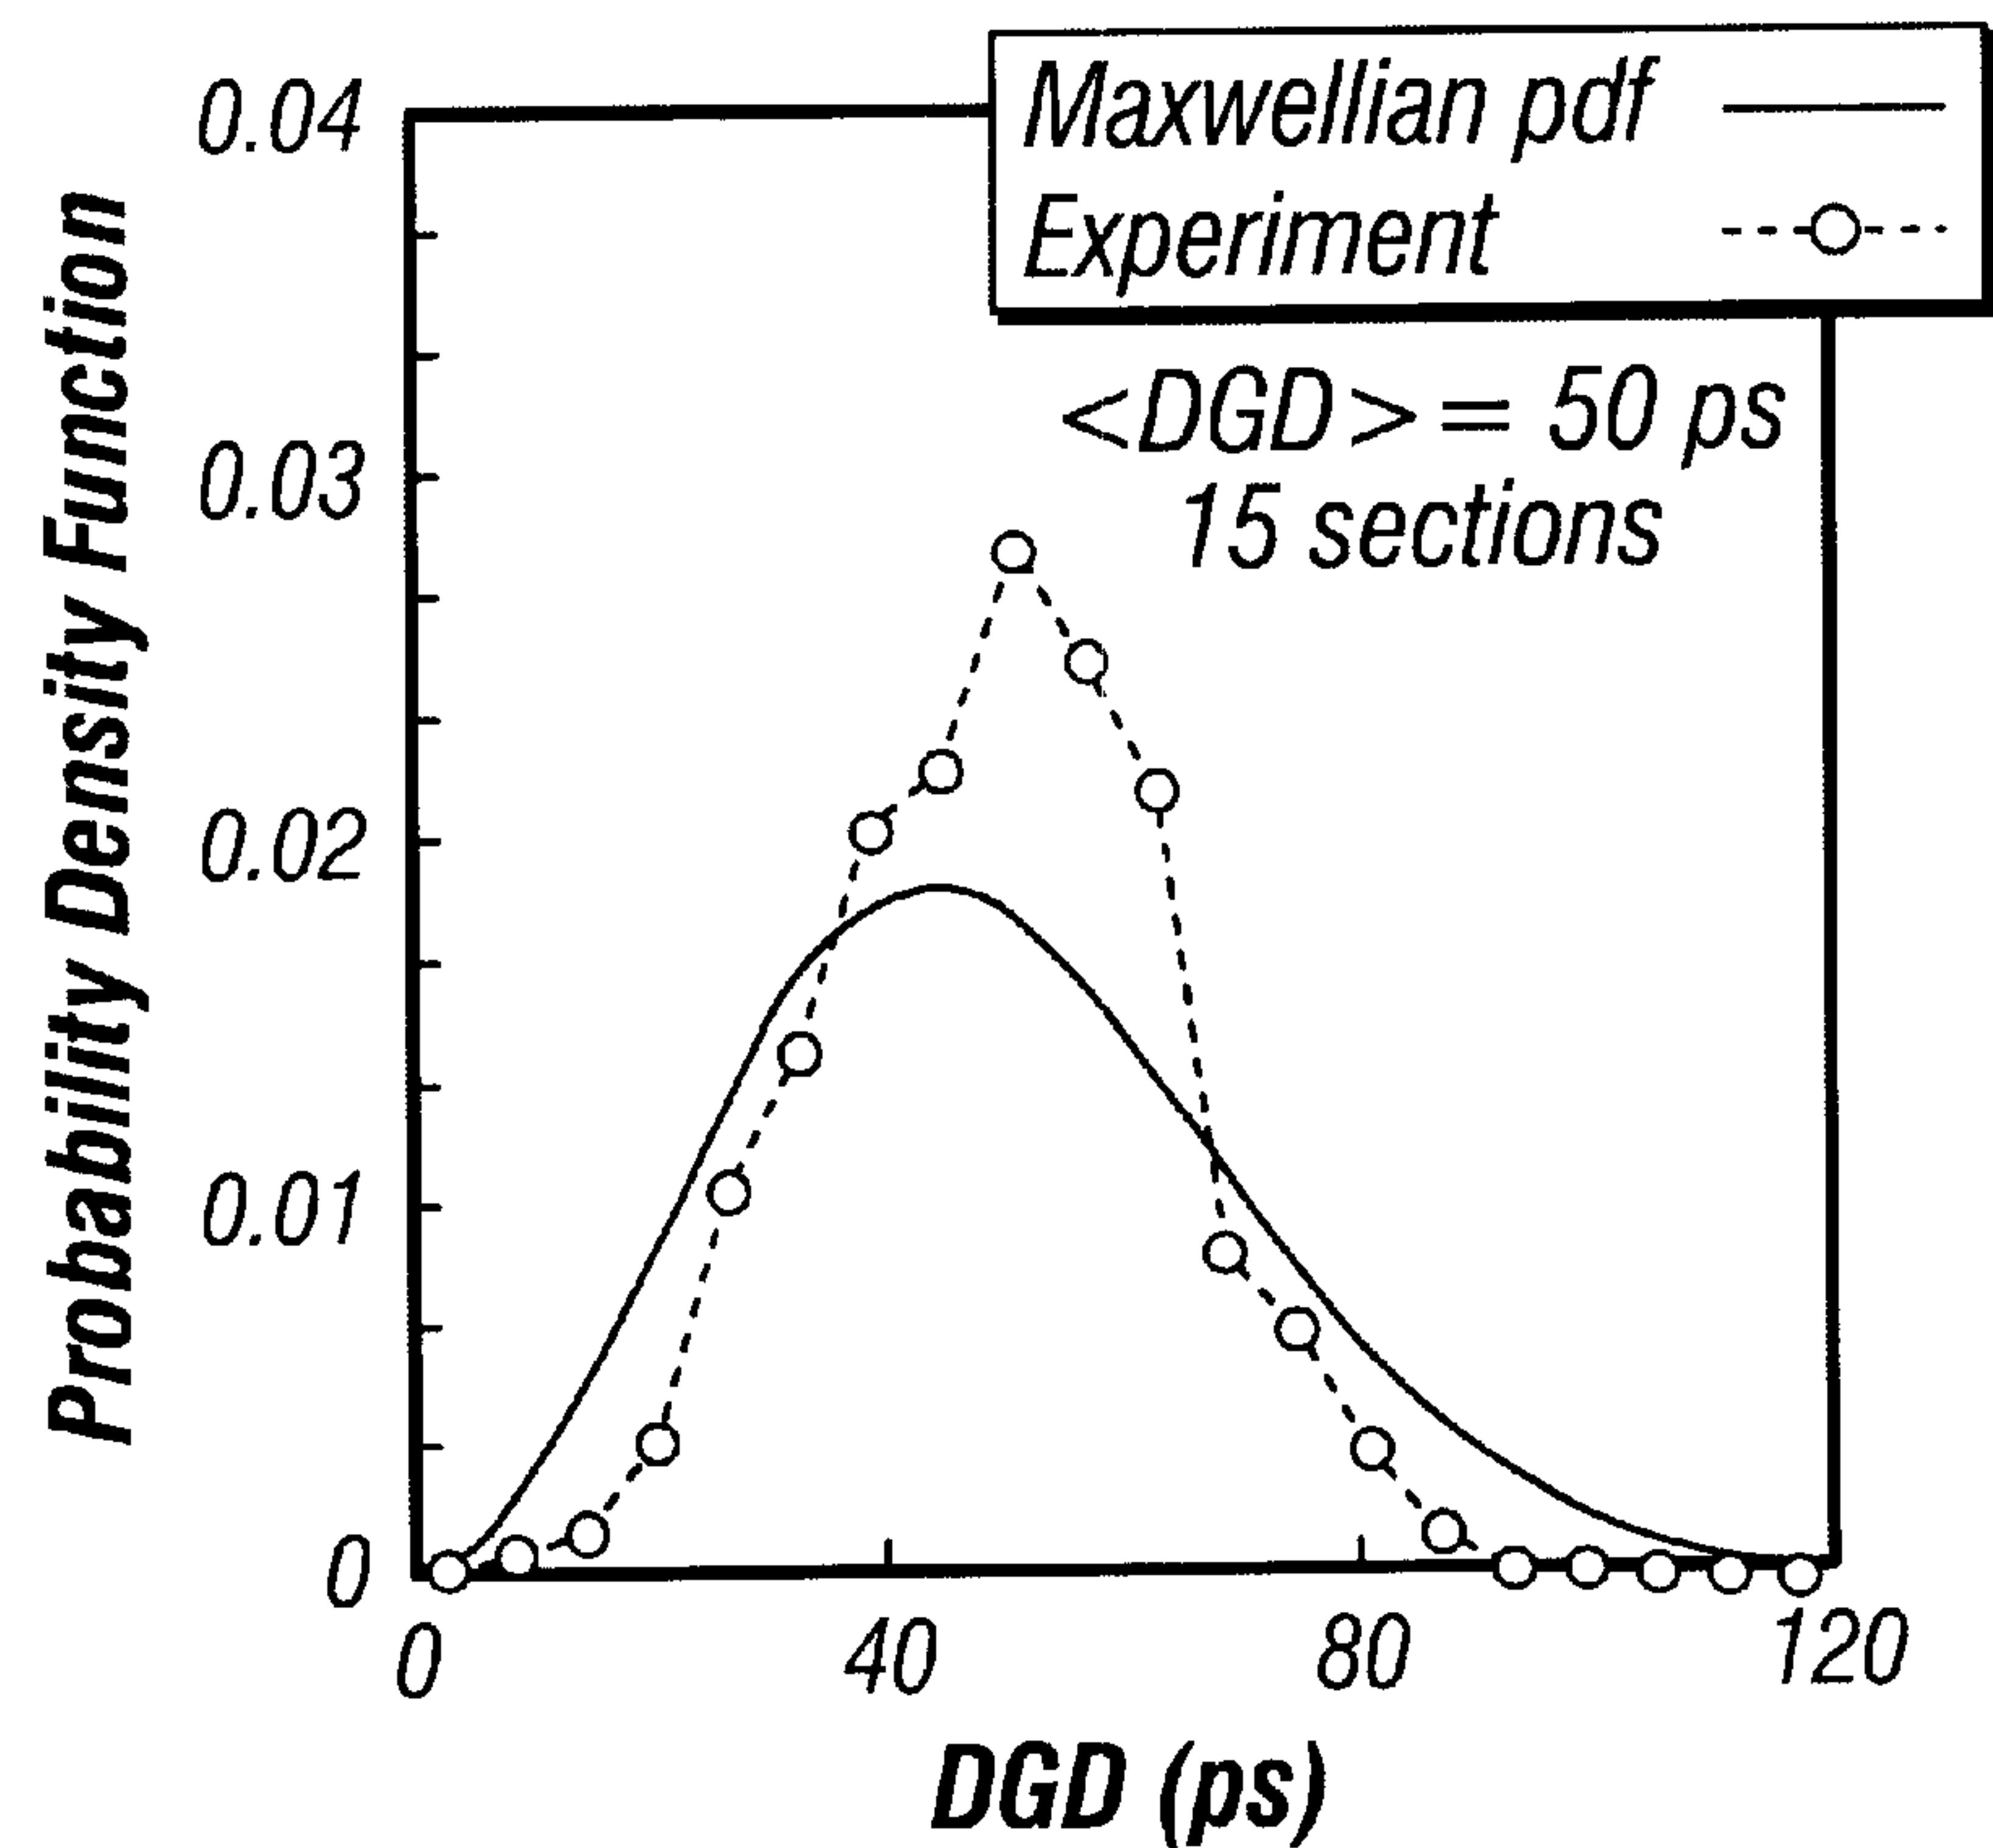 Maxwellian pdf
Experiment
<DGD> = 50 ps
15 sections
Probability Density Function
0.04
0.03
0.02
0.01
0
0
40
80
120
DGD (ps)